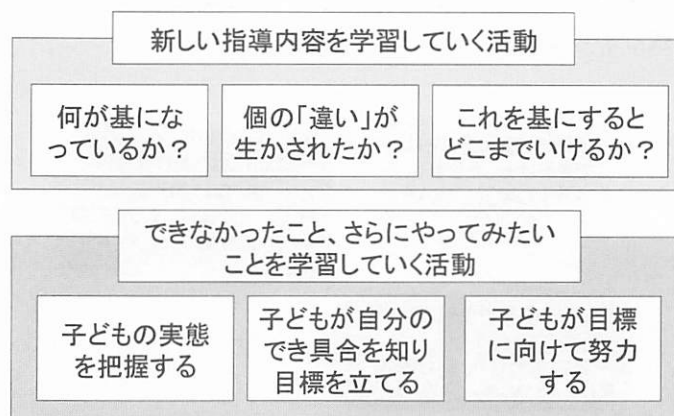 新しい指導内容を学習していく活動
何が基にな
っているか？
個の「違い」が
生かされたか？
これを基にすると
どこまでいけるか？
できなかったこと、さらにやってみたい
ことを学習していく活動
子どもの実態
を把握する
子どもが自分の
でき具合を知り
目標を立てる
子どもが目標
に向けて努力
する